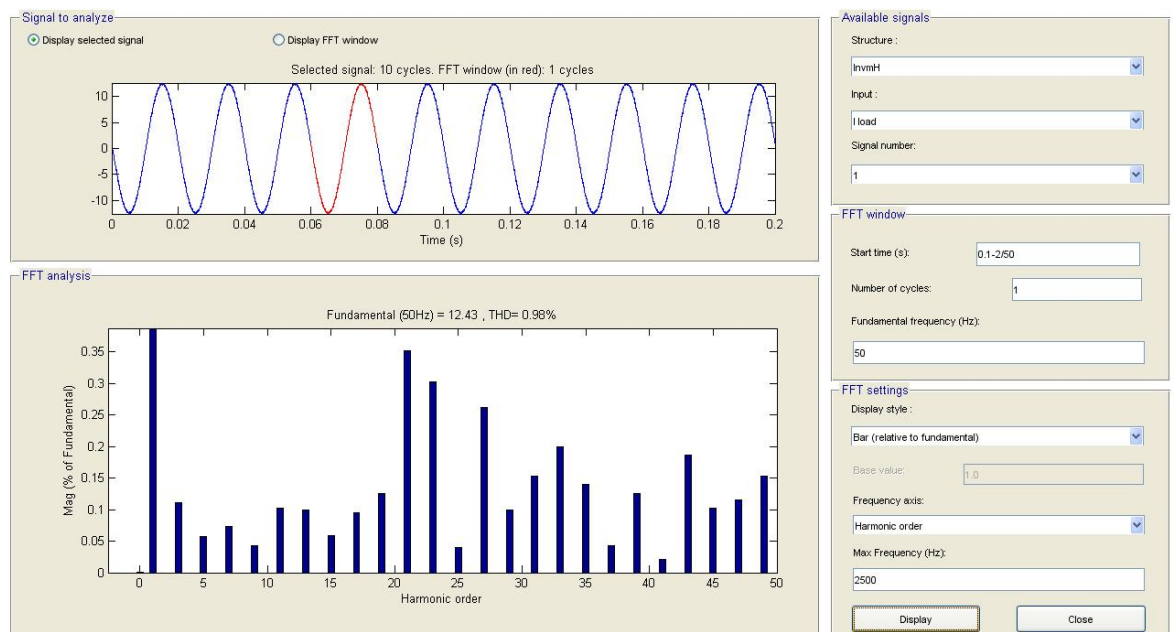 Signal to analyze
Display selected signal
Display FFT window
Selected signal: 10 cycles. FFT window (in red): 1 cycles
10
5
0
-5
-10
0 0.02 0.04 0.06 0.08 0.1 0.12 0.14 0.16 0.18 0.2
Time (s)
FFT analysis
Fundamental (50Hz) = 12.43 , THD= 0.98%
Mag (% of Fundamental)
0.35
0.3
0.25
0.2
0.15
0.1
0.05
0
0 5 10 15 20 25 30 35 40 45 50
Harmonic order
Available signals
Structure :
InvmH
Input :
I load
Signal number:
1
FFT window
Start time (s):
0.1-2/50
Number of cycles:
1
Fundamental frequency (Hz):
50
FFT settings
Display style :
Bar (relative to fundamental)
Base value:
1.0
Frequency axis:
Harmonic order
Max Frequency (Hz):
2500
Display
Close